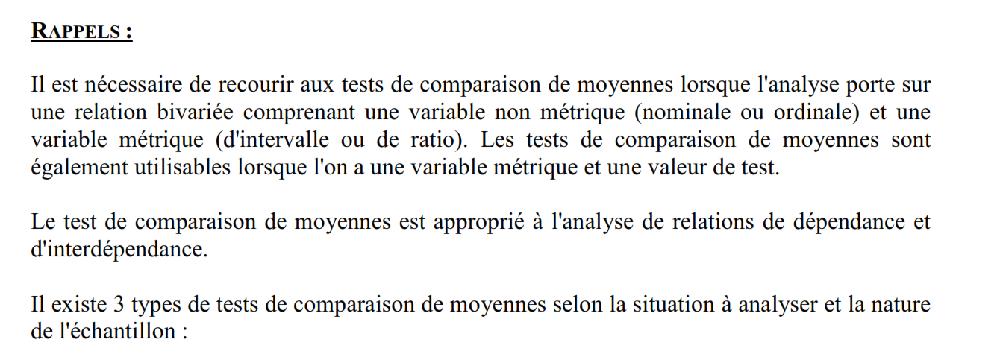 RAPPELS :
Il est nécessaire de recourir aux tests de comparaison de moyennes lorsque l'analyse porte sur
une relation bivariée comprenant une variable non métrique (nominale ou ordinale) et une
variable métrique (d'intervalle ou de ratio). Les tests de comparaison de moyennes sont
également utilisables lorsque l'on a une variable métrique et une valeur de test.
Le test de comparaison de moyennes est approprié à l'analyse de relations de dépendance et
d'interdépendance.
Il existe 3 types de tests de comparaison de moyennes selon la situation à analyser et la nature
de l'échantillon :